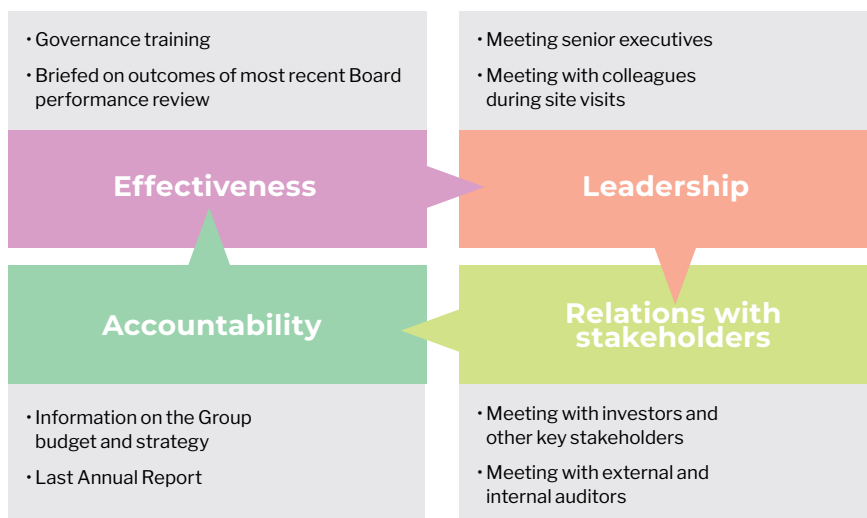 • Governance training
• Briefed on outcomes of most recent Board
performance review
Effectiveness
• Meeting senior executives
• Meeting with colleagues
during site visits
Leadership
Accountability
• Information on the Group
budget and strategy
• Last Annual Report
Relations with
stakeholders
• Meeting with investors and
other key stakeholders
• Meeting with external and
internal auditors